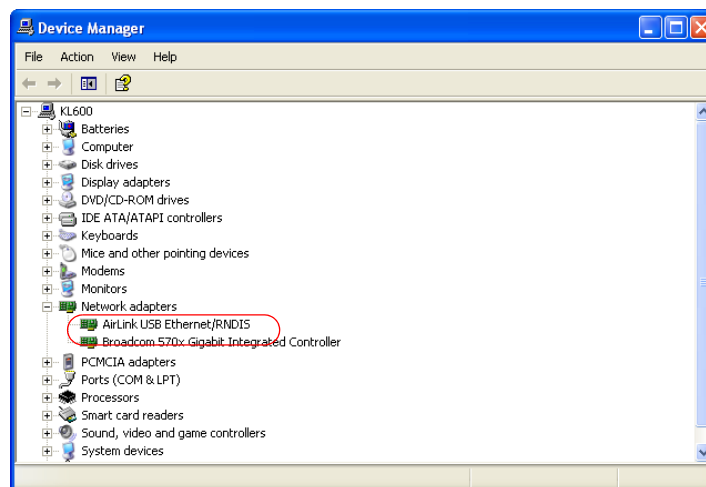 Device Manager
File Action View Help
KL600
Batteries
Computer
Disk drives
Display adapters
DVD/CD-ROM drives
IDE ATA/ATAPI controllers
Keyboards
Mice and other pointing devices
Modems
Monitors
Network adapters
AirLink USB Ethernet/RNDIS
Broadcom 570x Gigabit Integrated Controller
PCMCIA adapters
Ports (COM & LPT)
Processors
Smart card readers
Sound, video and game controllers
System devices